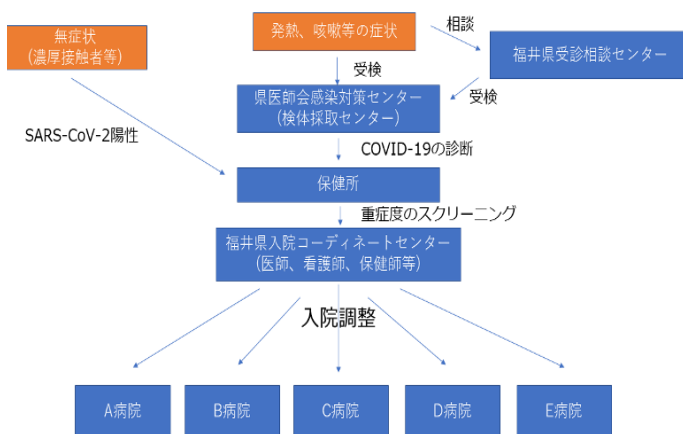 無症状
(濃厚接触者等)
発熱、咳嗽等の症状
相談
福井県受診相談センター
受検
受検
県医師会感染対策センター
(検体採取センター)
SARS-CoV-2陽性
COVID-19の診断
保健所
重症度のスクリーニング
福井県入院コーディネートセンター
(医師、看護師、保健師等)
入院調整
A病院
B病院
C病院
D病院
E病院